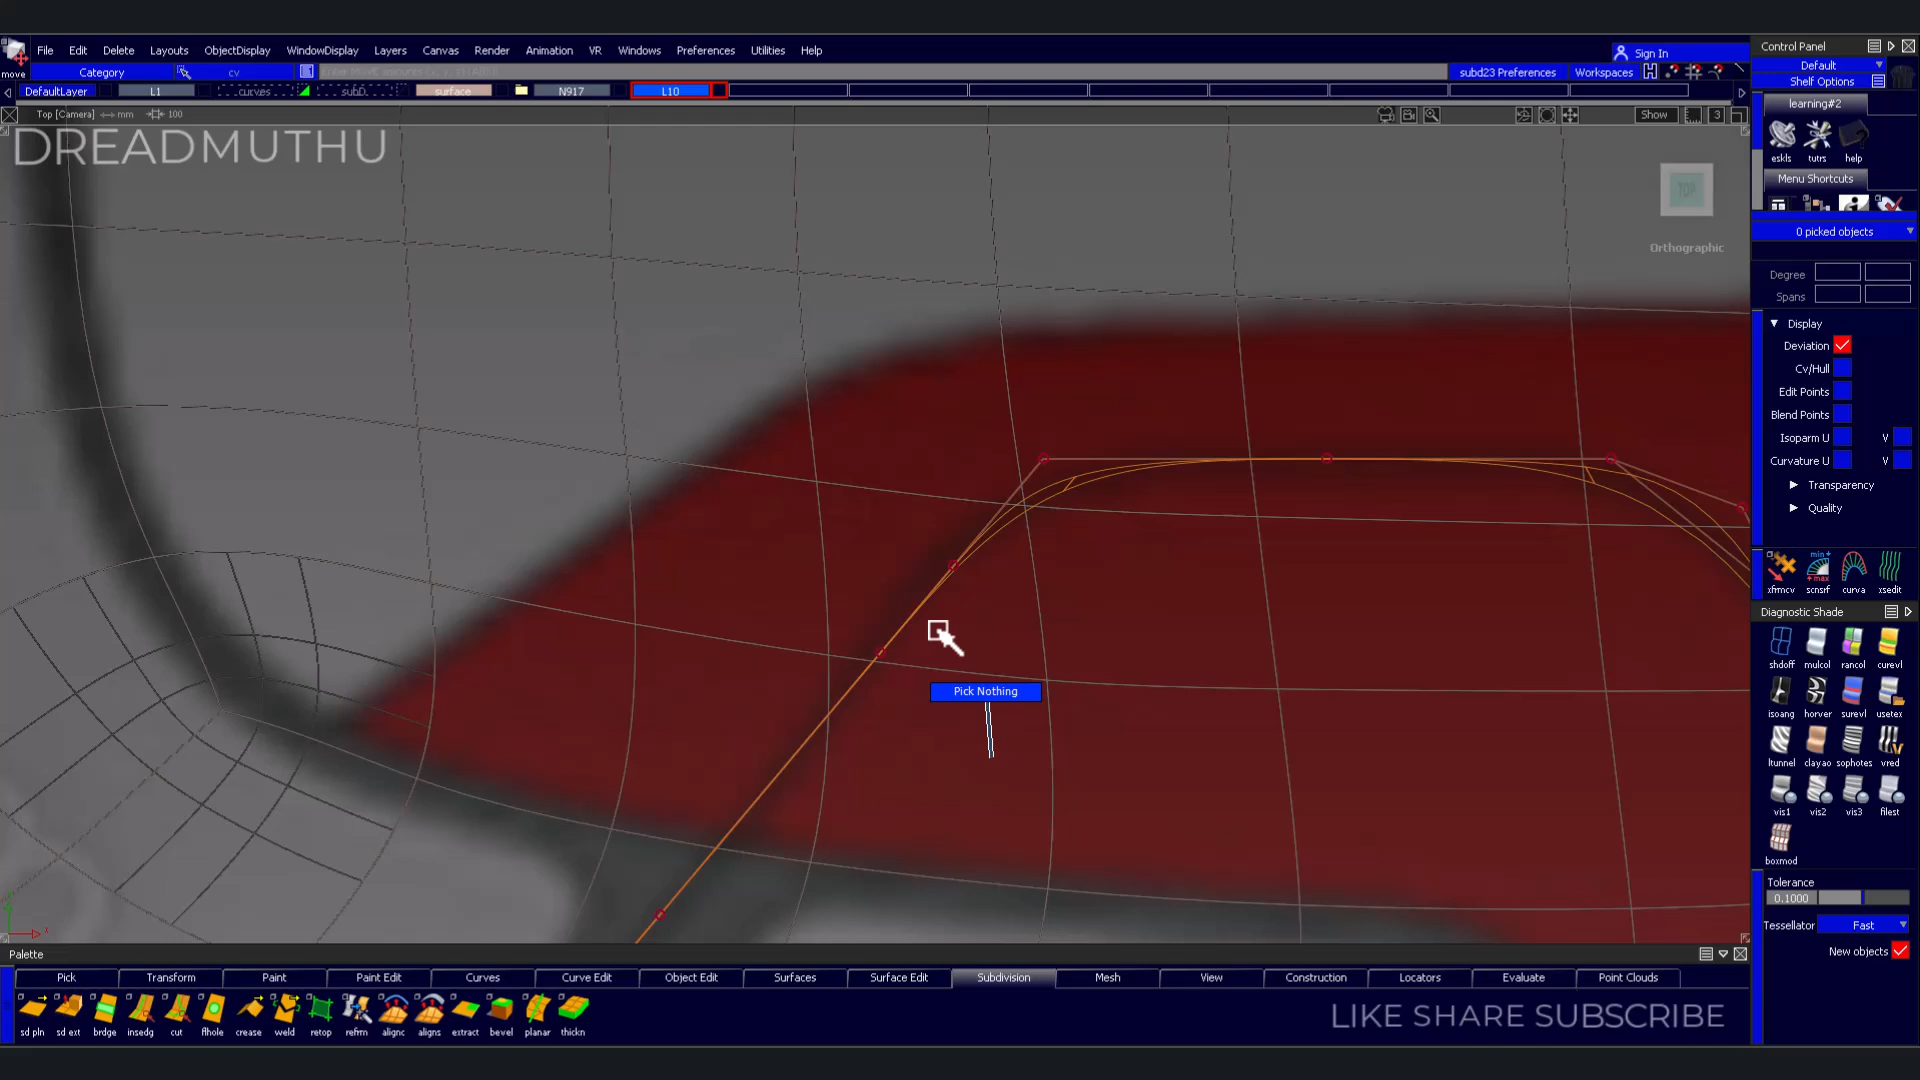 File Edit Delete Layouts ObjectDisplay WindowDisplay Layers Canvas Render Animation VR Windows Preferences Utilities Help
Sign In
move
Category
cv
subd23 Preferences
Workspaces
DefaultLayer
L1
curves
subD.
surface
N917
L10
Top [Camera]
mm
100
Show
3
DREADMUTHU
TOP
Orthographic
Pick Nothing
Control Panel
Default
Shelf Options
learning#2
eskls tutrs help
Menu Shortcuts
0 picked objects
Degree
Spans
Display
Deviation
Cv/Hull
Edit Points
Blend Points
Isoparm U V
Curvature U V
Transparency
Quality
xfrmcv scnsrf curva xsedit
Diagnostic Shade
shdoff mulcol rancol curevl
isoang horver surevl usetex
ltunnel clayao sophotes vred
vis1 vis2 vis3 filest
boxmod
Tolerance
0.1000
Tessellator Fast
New objects
Palette
Pick Transform Paint Paint Edit Curves Curve Edit Object Edit Surfaces Surface Edit Subdivision Mesh View Construction Locators Evaluate Point Clouds
sd pln sd ext brdge insedg cut flhole crease weld retop refrm alignc aligns extract bevel planar thickn
LIKE SHARE SUBSCRIBE